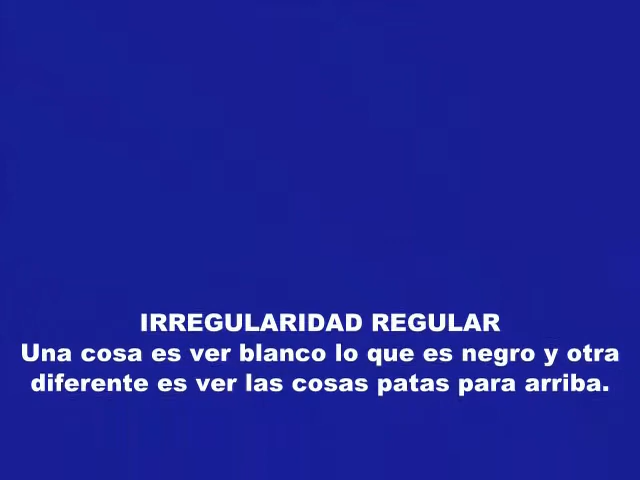 IRREGULARIDAD REGULAR
Una cosa es ver blanco lo que es negro y otra
diferente es ver las cosas patas para arriba.